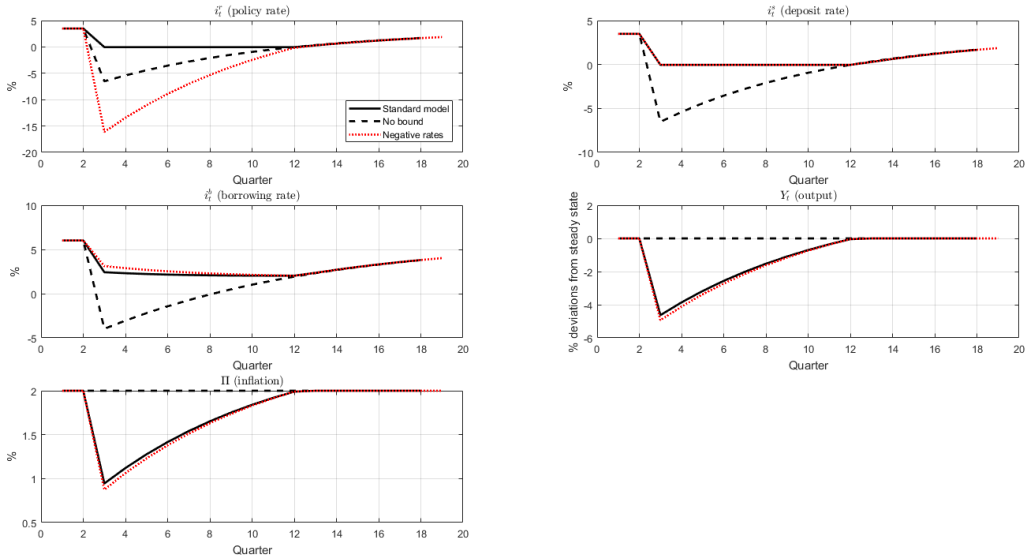 i_t^r (policy rate)
5
0
-5
-10
-15
-20
%
0 2 4 6 8 10 12 14 16 18 20
Quarter
Standard model
No bound
Negative rates
i_t^s (deposit rate)
5
0
-5
-10
%
0 2 4 6 8 10 12 14 16 18 20
Quarter
i_t^b (borrowing rate)
10
5
0
-5
%
0 2 4 6 8 10 12 14 16 18 20
Quarter
Y_t (output)
2
0
-2
-4
-6
% deviations from steady state
0 2 4 6 8 10 12 14 16 18 20
Quarter
Π (inflation)
2
1.5
1
0.5
%
0 2 4 6 8 10 12 14 16 18 20
Quarter